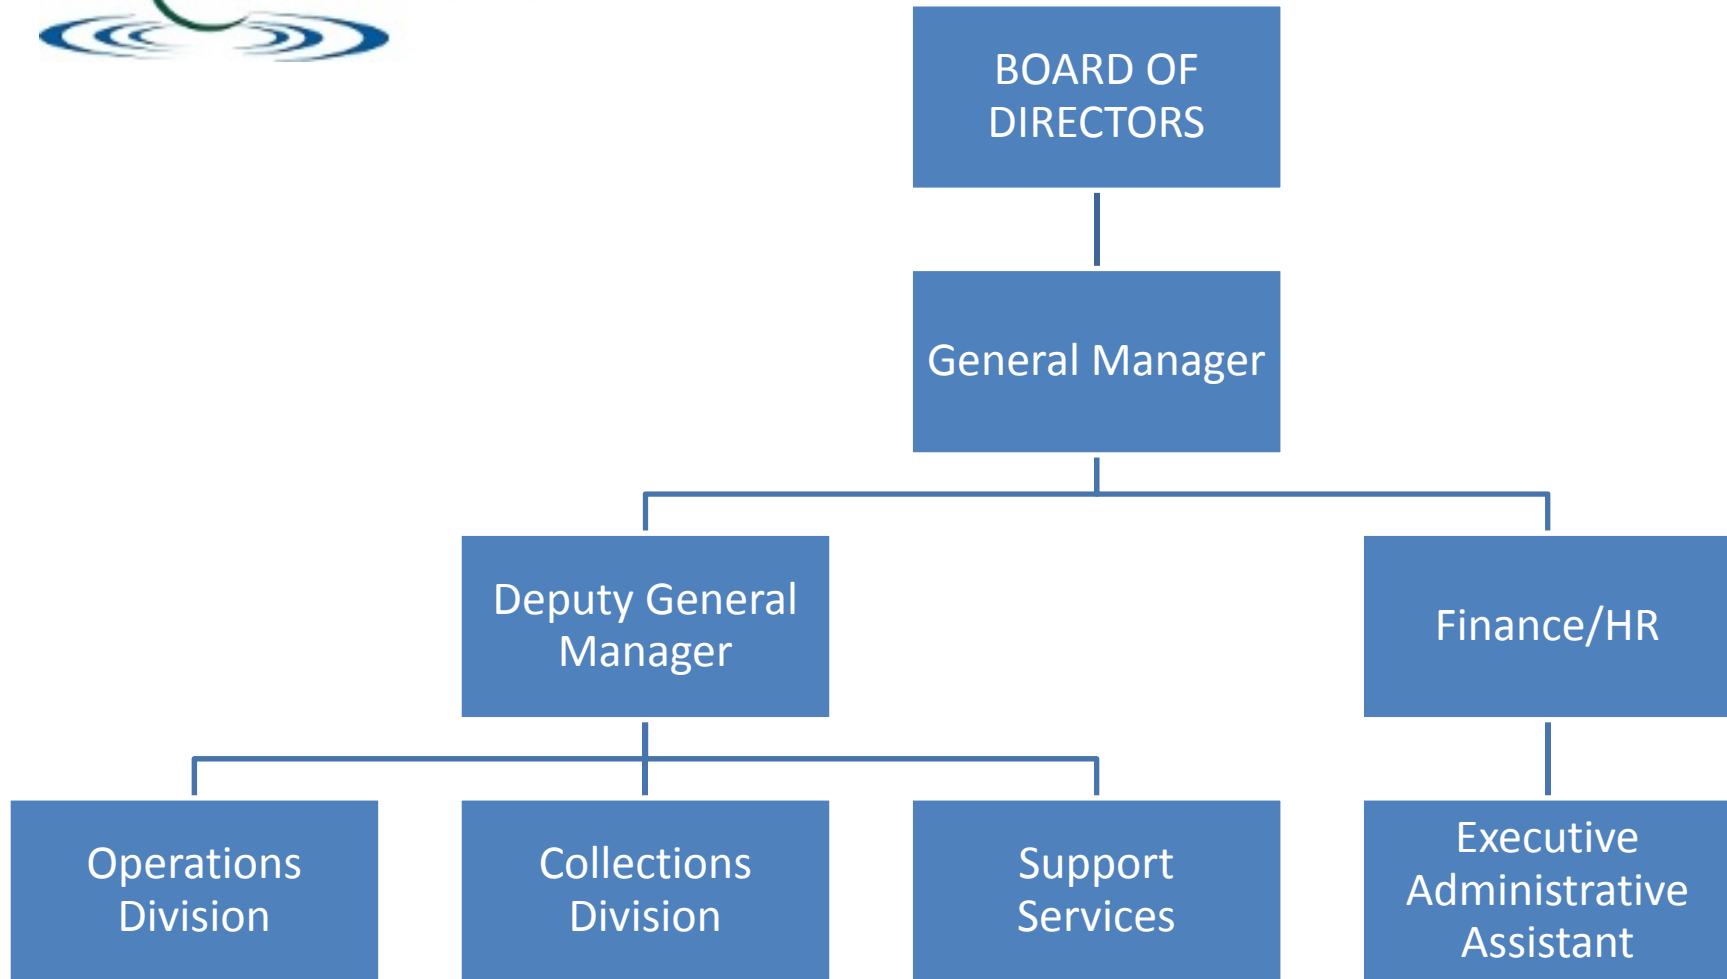 BOARD OF
DIRECTORS
General Manager
Deputy General
Manager
Finance/HR
Operations
Division
Collections
Division
Support
Services
Executive
Administrative
Assistant